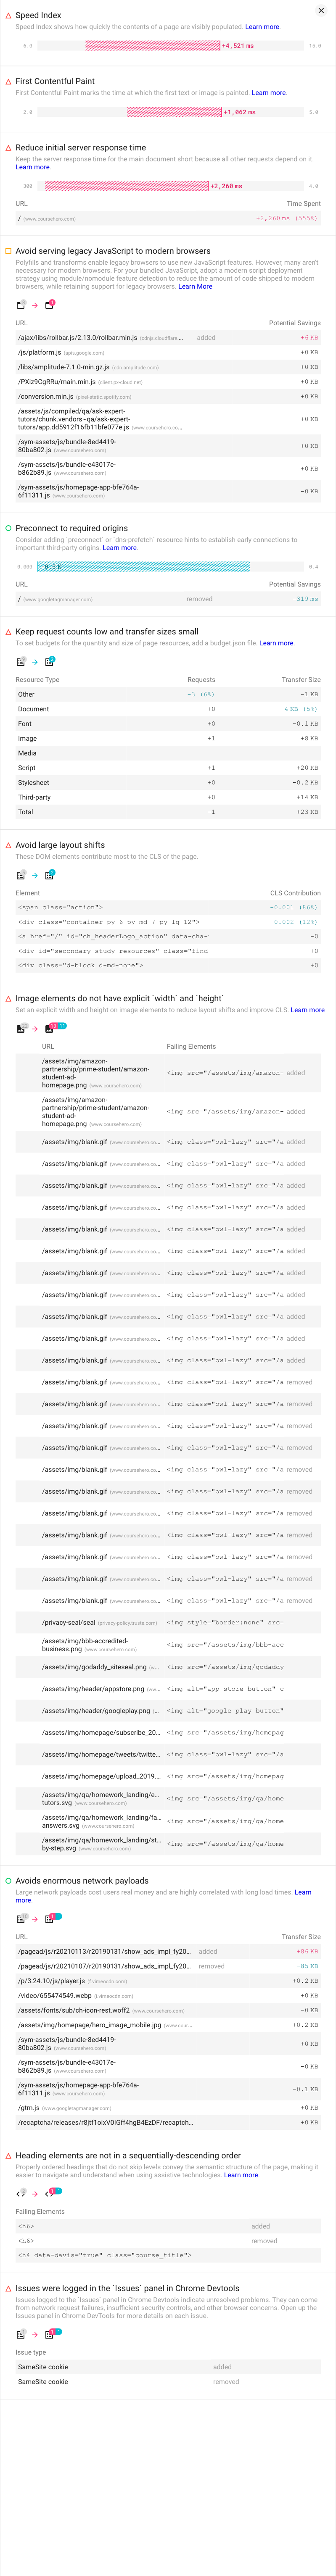 Speed Index
Speed Index shows how quickly the contents of a page are visibly populated. Learn more.
6.0 +4,521 ms 15.0
First Contentful Paint
First Contentful Paint marks the time at which the first text or image is painted. Learn more.
2.0 +1,062 ms 5.0
Reduce initial server response time
Keep the server response time for the main document short because all other requests depend on it.
Learn more
300 +2,260 ms
URL Time Spent
/ (www.coursehero.com) +2,260 ms (555%)
Avoid serving legacy JavaScript to modern browsers
Polyfills and transforms enable legacy browsers to use new JavaScript features. However, many aren't
necessary for modern browsers. For your bundled JavaScript, adopt a modern script deployment
strategy using module/nomodule feature detection to reduce the amount of code shipped to modern
browsers, while retaining support for legacy browsers. Learn More
URL Potential Savings
/ajax/libs/rollbar.js/2.13.0/rollbar.min.js (cdnjs.cloudflare.... added +6 KB
/js/platform.js (apis.google.com) +0 KB
/libs/amplitude-7.1.0-min.gz.js (cdn.amplitude.com) +0 KB
/PXiz9CgRRu/main.min.js (client.px-cloud.net) +0 KB
/conversion.min.js (pixel-static.spotify.com) +0 KB
/assets/js/compiled/qa/ask-expert-
tutors/chunk.vendors~qa/ask-expert-
tutors/app.dd5912f16fb11bfe077e.js (www.coursehero.co... +0 KB
/sym-assets/js/bundle-8ed4419-
80ba802.js (www.coursehero.com) +0 KB
/sym-assets/js/bundle-e43017e-
b862b89.js (www.coursehero.com) +0 KB
/sym-assets/js/homepage-app-bfe764a-
6f11311.js (www.coursehero.com) -0 KB
Preconnect to required origins
Consider adding `preconnect` or `dns-prefetch` resource hints to establish early connections to
important third-party origins. Learn more.
0.000 -0.3 K 0.4
URL Potential Savings
/ (www.googletagmanager.com) removed -319 ms
Keep request counts low and transfer sizes small
To set budgets for the quantity and size of page resources, add a budget.json file. Learn more.
Resource Type Requests Transfer Size
Other -3 (6%) -1 KB
Document +0 -4 KB (5%)
Font +0 -0.1 KB
Image +1 +8 KB
Media
Script +1 +20 KB
Stylesheet +0 -0.2 KB
Third-party +0 +14 KB
Total -1 +23 KB
Avoid large layout shifts
These DOM elements contribute most to the CLS of the page.
Element CLS Contribution
<span class="action"> -0.001 (86%)
<div class="container py-6 py-md-7 py-lg-12"> -0.002 (12%)
<a href="/" id="ch_headerLogo_action" data-cha- -0
<div id="secondary-study-resources" class="find +0
<div class="d-block d-md-none"> +0
Image elements do not have explicit `width` and `height`
Set an explicit width and height on image elements to reduce layout shifts and improve CLS. Learn more
URL Failing Elements
/assets/img/amazon-
partnership/prime-student/amazon-
student-ad-
homepage.png (www.coursehero.com) <img src="/assets/img/amazon- added
/assets/img/amazon-
partnership/prime-student/amazon-
student-ad-
homepage.png (www.coursehero.com) <img src="/assets/img/amazon- added
/assets/img/blank.gif (www.coursehero.co... <img class="owl-lazy" src="/a added
/assets/img/blank.gif (www.coursehero.co... <img class="owl-lazy" src="/a added
/assets/img/blank.gif (www.coursehero.co... <img class="owl-lazy" src="/a added
/assets/img/blank.gif (www.coursehero.co... <img class="owl-lazy" src="/a added
/assets/img/blank.gif (www.coursehero.co... <img class="owl-lazy" src="/a added
/assets/img/blank.gif (www.coursehero.co... <img class="owl-lazy" src="/a added
/assets/img/blank.gif (www.coursehero.co... <img class="owl-lazy" src="/a added
/assets/img/blank.gif (www.coursehero.co... <img class="owl-lazy" src="/a added
/assets/img/blank.gif (www.coursehero.co... <img class="owl-lazy" src="/a added
/assets/img/blank.gif (www.coursehero.co... <img class="owl-lazy" src="/a added
/assets/img/blank.gif (www.coursehero.co... <img class="owl-lazy" src="/a added
/assets/img/blank.gif (www.coursehero.co... <img class="owl-lazy" src="/a removed
/assets/img/blank.gif (www.coursehero.co... <img class="owl-lazy" src="/a removed
/assets/img/blank.gif (www.coursehero.co... <img class="owl-lazy" src="/a removed
/assets/img/blank.gif (www.coursehero.co... <img class="owl-lazy" src="/a removed
/assets/img/blank.gif (www.coursehero.co... <img class="owl-lazy" src="/a removed
/assets/img/blank.gif (www.coursehero.co... <img class="owl-lazy" src="/a removed
/assets/img/blank.gif (www.coursehero.co... <img class="owl-lazy" src="/a removed
/assets/img/blank.gif (www.coursehero.co... <img class="owl-lazy" src="/a removed
/assets/img/blank.gif (www.coursehero.co... <img class="owl-lazy" src="/a removed
/assets/img/blank.gif (www.coursehero.co... <img class="owl-lazy" src="/a removed
/assets/img/blank.gif (www.coursehero.co... <img class="owl-lazy" src="/a removed
/privacy-seal/seal (privacy-policy.truste.com) <img style="border:none" src=
/assets/img/bbb-accredited-
business.png (www.coursehero.com) <img src="/assets/img/bbb-acc
/assets/img/godaddy_siteseal.png (w... <img src="/assets/img/godaddy
/assets/img/header/appstore.png (ww... <img alt="app store button" c
/assets/img/header/googleplay.png (... <img alt="google play button"
/assets/img/homepage/subscribe_20... <img src="/assets/img/homepag
/assets/img/homepage/tweets/twitte... <img class="owl-lazy" src="/a
/assets/img/homepage/upload_2019.... <img src="/assets/img/homepag
/assets/img/qa/homework_landing/e...
tutors.svg (www.coursehero.com) <img src="/assets/img/qa/home
/assets/img/qa/homework_landing/fa...
answers.svg (www.coursehero.com) <img src="/assets/img/qa/home
/assets/img/qa/homework_landing/st...
by-step.svg (www.coursehero.com) <img src="/assets/img/qa/home
Avoids enormous network payloads
Large network payloads cost users real money and are highly correlated with long load times. Learn
more.
URL Transfer Size
/pagead/js/r20210113/r20190131/show_ads_impl_fy20... added +86 KB
/pagead/js/r20210107/r20190131/show_ads_impl_fy20... removed -85 KB
/p/3.24.10/js/player.js (f.vimeocdn.com) +0.2 KB
/video/655474549.webp (i.vimeocdn.com) +0 KB
/assets/fonts/sub/ch-icon-rest.woff2 (www.coursehero.com) -0 KB
/assets/img/homepage/hero_image_mobile.jpg (www.cour... +0.2 KB
/sym-assets/js/bundle-8ed4419-
80ba802.js (www.coursehero.com) +0 KB
/sym-assets/js/bundle-e43017e-
b862b89.js (www.coursehero.com) -0 KB
/sym-assets/js/homepage-app-bfe764a-
6f11311.js (www.coursehero.com) -0.1 KB
/gtm.js (www.googletagmanager.com) +0 KB
/recaptcha/releases/r8jtf1oixV0IGff4hgB4EzDF/recaptch... +0 KB
Heading elements are not in a sequentially-descending order
Properly ordered headings that do not skip levels convey the semantic structure of the page, making it
easier to navigate and understand when using assistive technologies. Learn more.
Failing Elements
<h6> added
<h6> removed
<h4 data-davis="true" class="course_title">
Issues were logged in the `Issues` panel in Chrome Devtools
Issues logged to the `Issues` panel in Chrome Devtools indicate unresolved problems. They can come
from network request failures, insufficient security controls, and other browser concerns. Open up the
Issues panel in Chrome DevTools for more details on each issue.
Issue type
SameSite cookie added
SameSite cookie removed